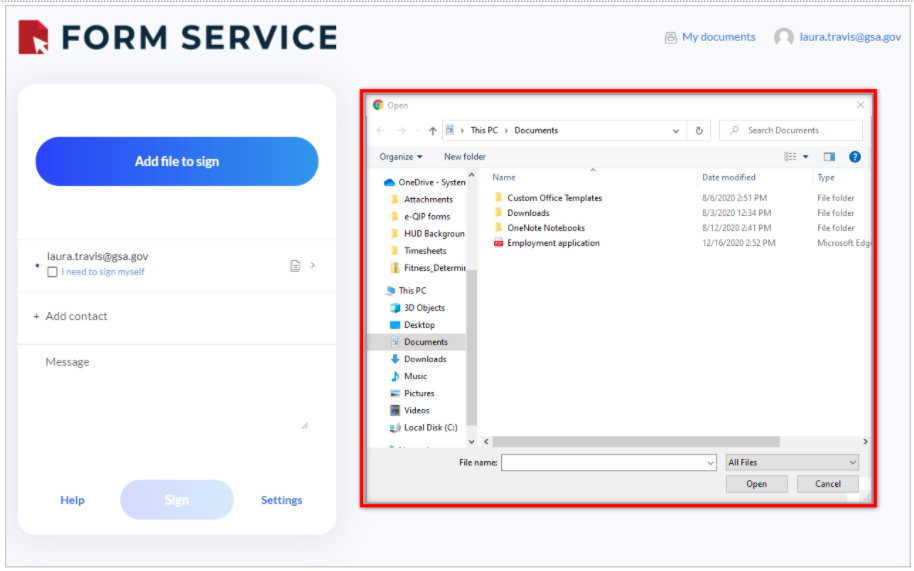 FORM SERVICE
My documents
laura.travis@gsa.gov
Add file to sign
laura.travis@gsa.gov
I need to sign myself
+ Add contact
Message
Help
Sign
Settings
Open
This PC > Documents
Search Documents
Organize
New folder
Name
Date modified
Type
OneDrive - System
Attachments
e-QIP forms
HUD Backgroun
Timesheets
Fitness_Determin
This PC
3D Objects
Desktop
Documents
Downloads
Music
Pictures
Videos
Local Disk (C:)
Custom Office Templates 8/6/2020 2:51 PM File folder
Downloads 8/3/2020 12:34 PM File folder
OneNote Notebooks 8/12/2020 2:41 PM File folder
Employment application 12/16/2020 2:52 PM Microsoft Edge
File name:
All Files
Open
Cancel